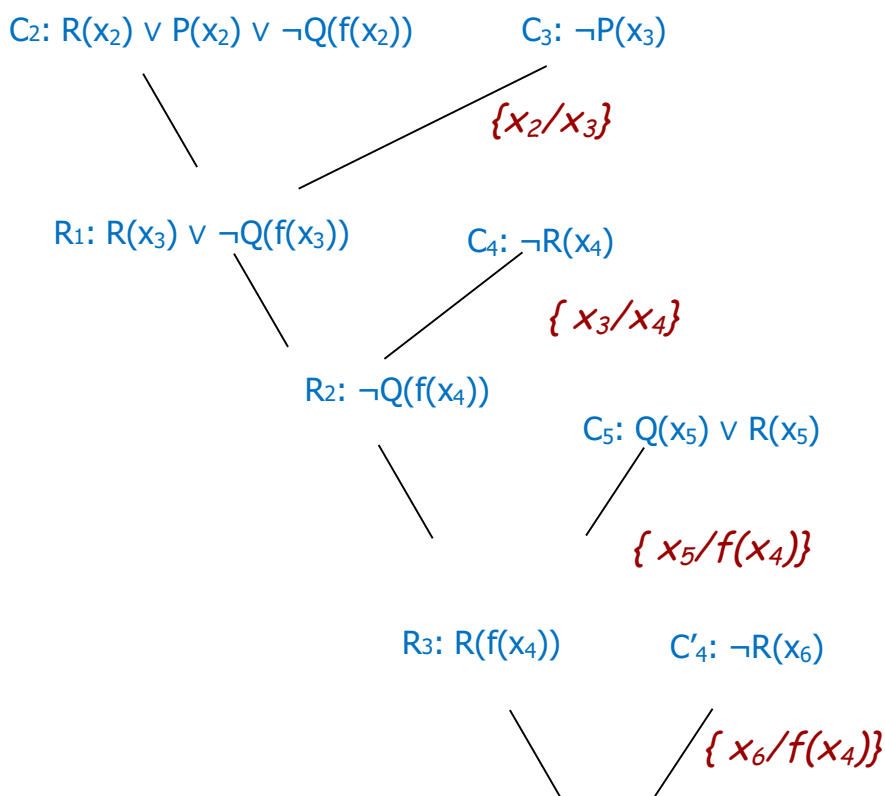 C₂: R(x₂) ∨ P(x₂) ∨ ¬Q(f(x₂))
C₃: ¬P(x₃)
{x₂/x₃}
R₁: R(x₃) ∨ ¬Q(f(x₃))
C₄: ¬R(x₄)
{ x₃/x₄}
R₂: ¬Q(f(x₄))
C₅: Q(x₅) ∨ R(x₅)
{ x₅/f(x₄)}
R₃: R(f(x₄))
C′₄: ¬R(x₆)
{ x₆/f(x₄)}